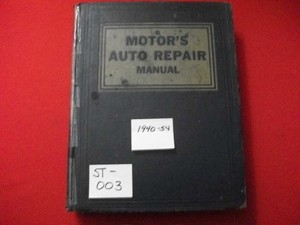 MOTOR'S
AUTO REPAIR
MANUAL
1940-54
ST-
003